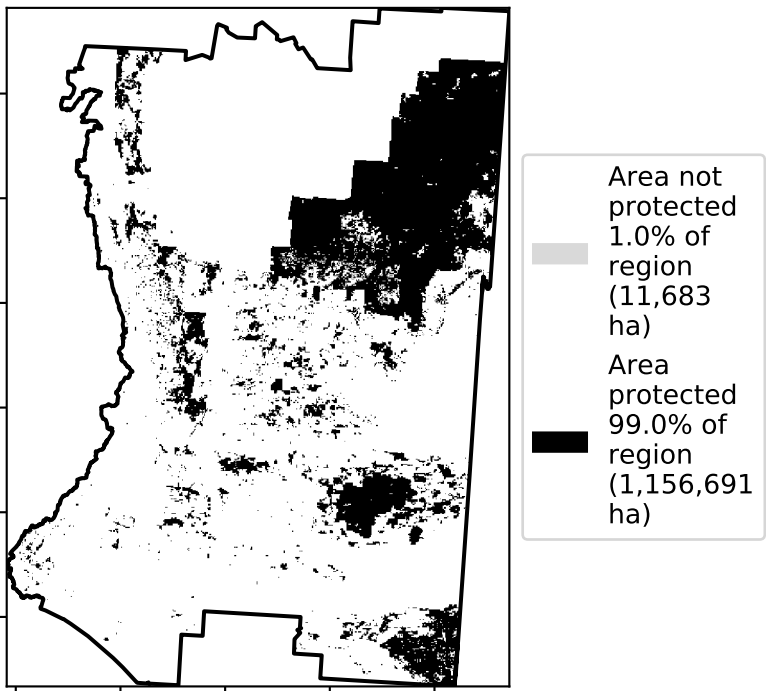 Area not
protected
1.0% of
region
(11,683
ha)
Area
protected
99.0% of
region
(1,156,691
ha)